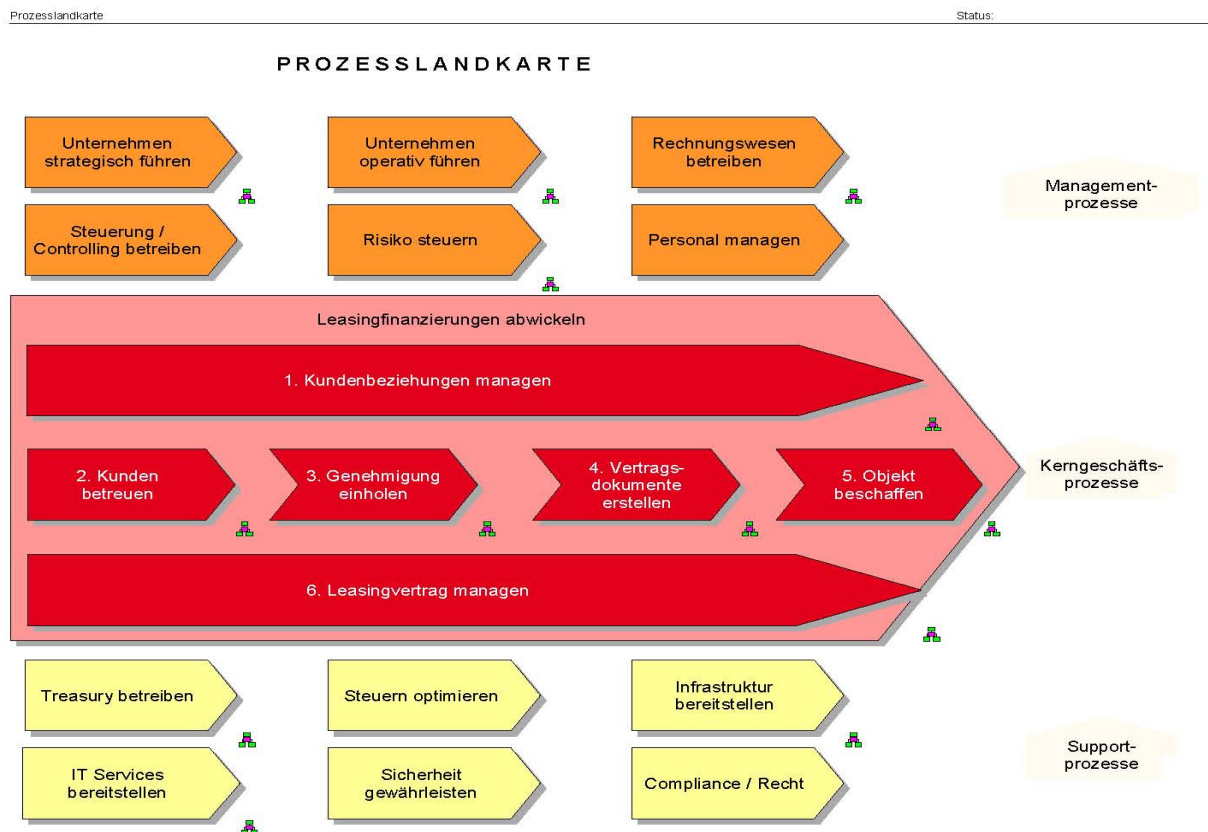 Prozesslandkarte
Status:
PROZESSLANDKARTE
Unternehmen
strategisch führen
Unternehmen
operativ führen
Rechnungswesen
betreiben
Management-
prozesse
Steuerung /
Controlling betreiben
Risiko steuern
Personal managen
Leasingfinanzierungen abwickeln
1. Kundenbeziehungen managen
2. Kunden
betreuen
3. Genehmigung
einholen
4. Vertrags-
dokumente
erstellen
5. Objekt
beschaffen
Kerngeschäfts-
prozesse
6. Leasingvertrag managen
Treasury betreiben
Steuern optimieren
Infrastruktur
bereitstellen
Support-
prozesse
IT Services
bereitstellen
Sicherheit
gewährleisten
Compliance / Recht